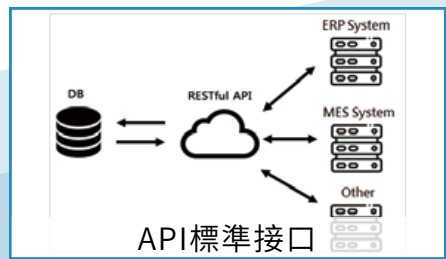 ERP System
DB
RESTful API
MES System
Other
API標準接口